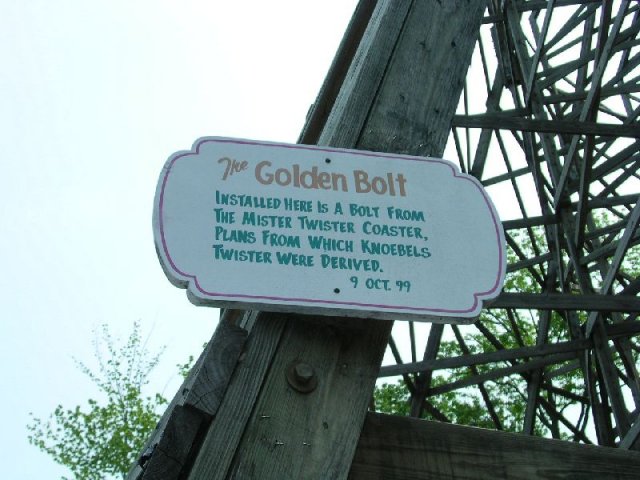 The Golden Bolt
INSTALLED HERE IS A BOLT FROM
THE MISTER TWISTER COASTER,
PLANS FROM WHICH KNOEBELS
TWISTER WERE DERIVED.
9 OCT. 99